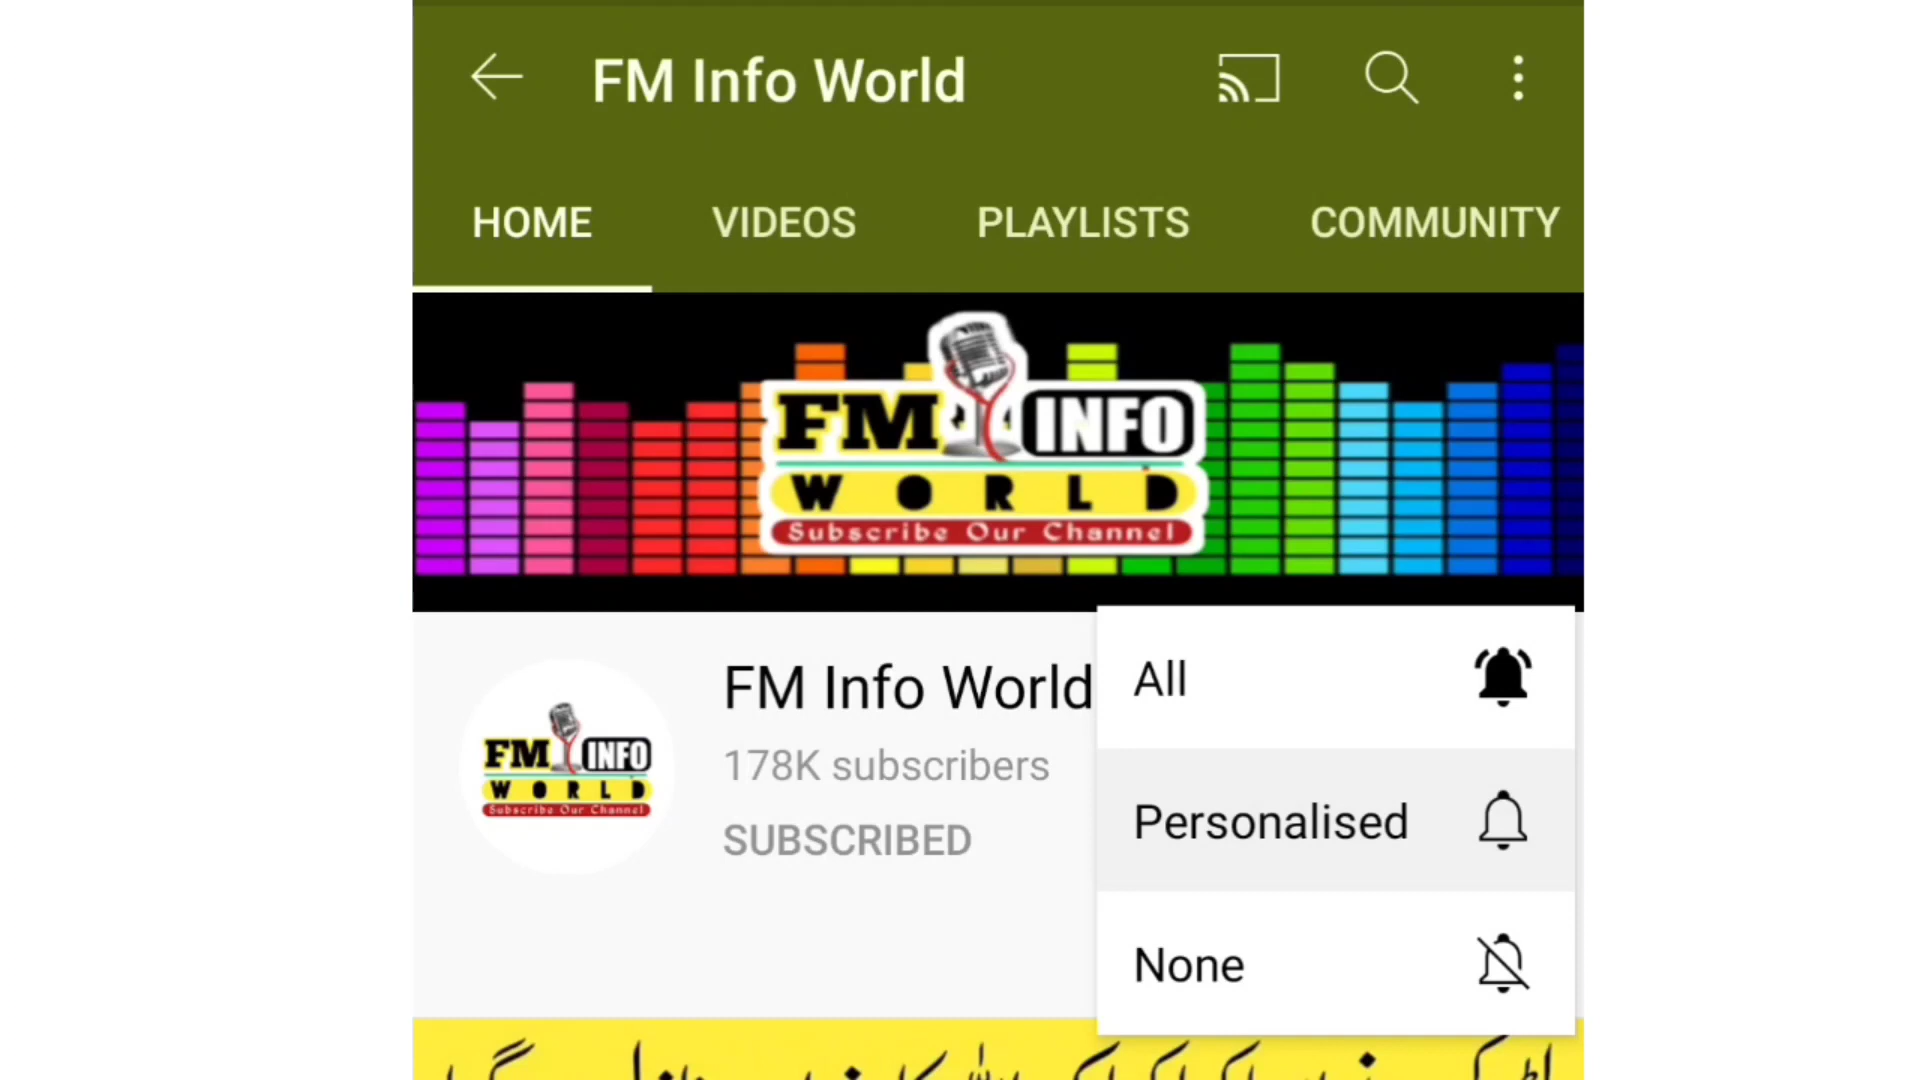 FM Info World
HOME VIDEOS PLAYLISTS COMMUNITY
FM INFO
WORLD
Subscribe Our Channel
FM Info World
178K subscribers
SUBSCRIBED
FM INFO
WORLD
Subscribe Our Channel
All
Personalised
None